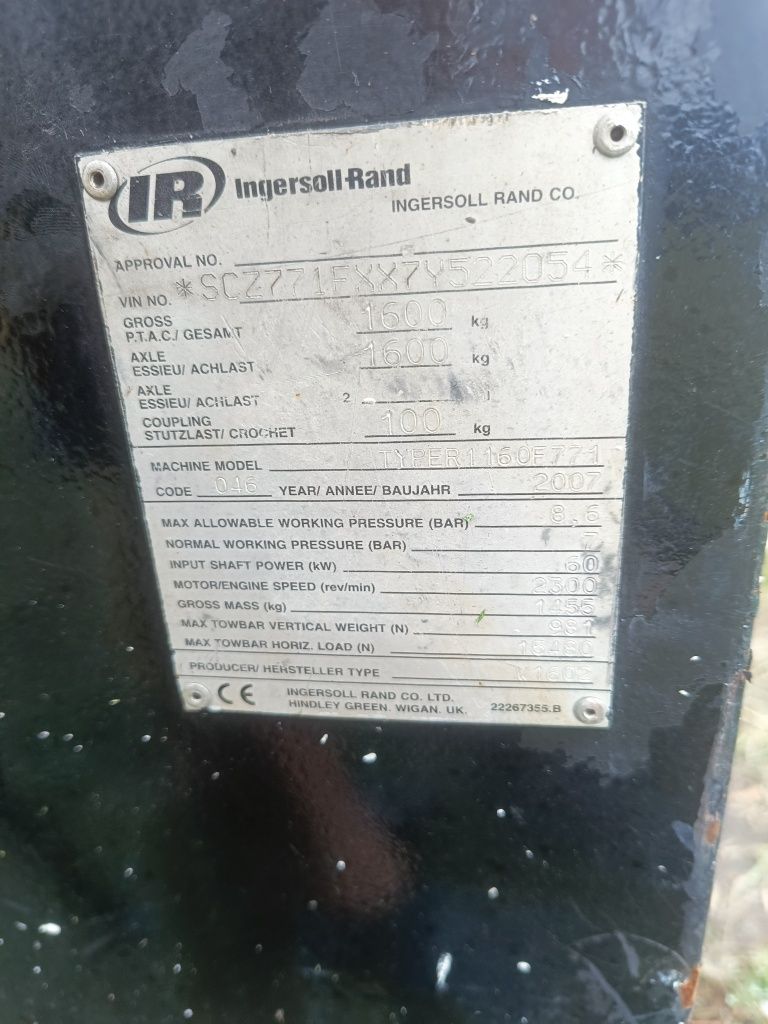 IR Ingersoll-Rand
INGERSOLL RAND CO.
APPROVAL NO.
VIN NO. *SCZ771FXX7Y522054*
GROSS 1600 kg
P.T.A.C./ GESAMT
AXLE 1600 kg
ESSIEU/ ACHLAST
AXLE
ESSIEU/ ACHLAST 2
COUPLING 100 kg
STUTZLAST/ CROCHET
MACHINE MODEL TYPER1160F771
CODE 046 YEAR/ ANNEE/ BAUJAHR 2007
MAX ALLOWABLE WORKING PRESSURE (BAR) 8,6
NORMAL WORKING PRESSURE (BAR) 7
INPUT SHAFT POWER (kW) 60
MOTOR/ENGINE SPEED (rev/min) 2300
GROSS MASS (kg) 1455
MAX TOWBAR VERTICAL WEIGHT (N) 981
MAX TOWBAR HORIZ. LOAD (N)
PRODUCER/ HERSTELLER TYPE K1602
CE INGERSOLL RAND CO. LTD.
HINDLEY GREEN. WIGAN. UK. 22267355.B